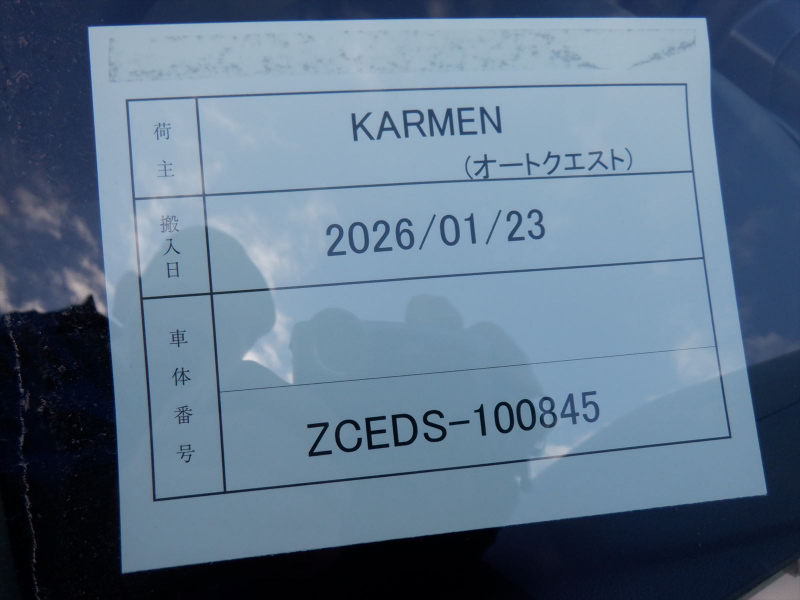 荷主
KARMEN
(オートクエスト)
搬入日
2026/01/23
車体番号
ZCEDS-100845